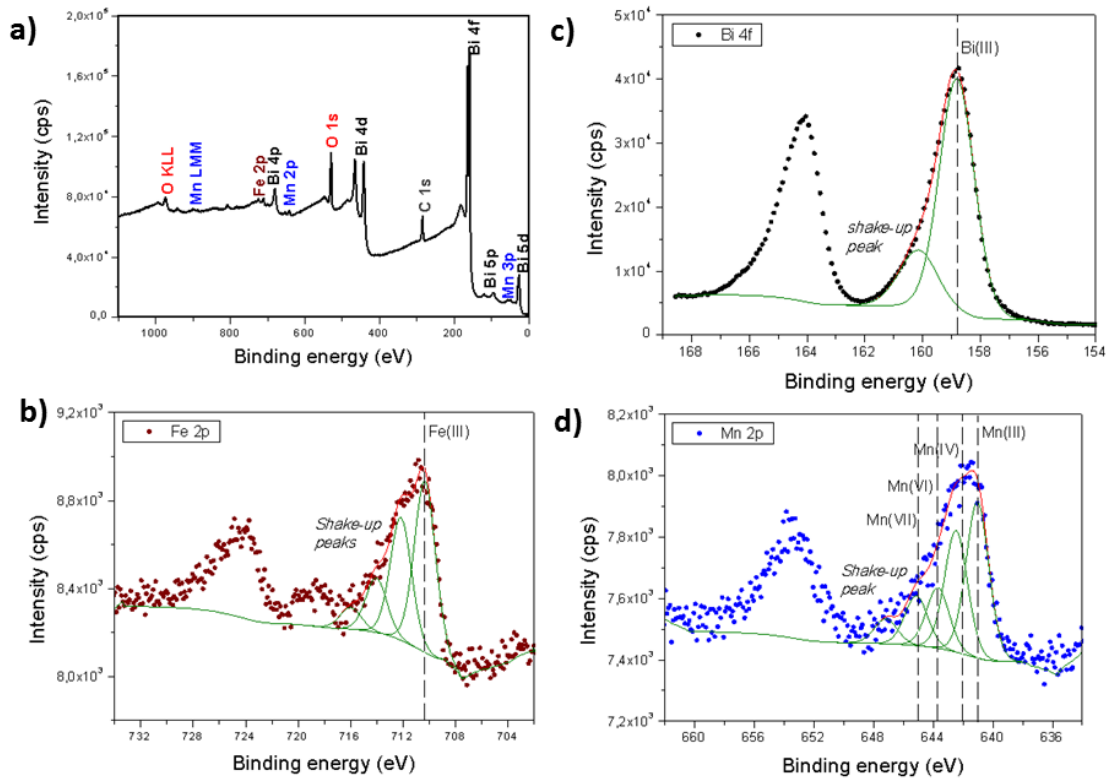 a)
2,0x10⁶
1,6x10⁶
1,2x10⁶
8,0x10⁴
4,0x10⁴
0,0
Intensity (cps)
O KLL
Mn LMM
Fe 2p
Bi 4p
Mn 2p
O 1s
Bi 4d
C 1s
Bi 4f
Bi 5p
Mn 3p
Bi 5d
1000 800 600 400 200 0
Binding energy (eV)
c)
5x10⁴
4x10⁴
3x10⁴
2x10⁴
1x10⁴
0
Intensity (cps)
Bi 4f
Bi(III)
shake-up
peak
168 166 164 162 160 158 156 154
Binding energy (eV)
b)
9,2x10³
8,8x10³
8,4x10³
8,0x10³
Intensity (cps)
Fe 2p
Fe(III)
Shake-up
peaks
732 728 724 720 716 712 708 704
Binding energy (eV)
d)
8,2x10³
8,0x10³
7,8x10³
7,6x10³
7,4x10³
7,2x10³
Intensity (cps)
Mn 2p
Mn(III)
Mn(IV)
Mn(VI)
Mn(VII)
Shake-up
peak
660 656 652 648 644 640 636
Binding energy (eV)